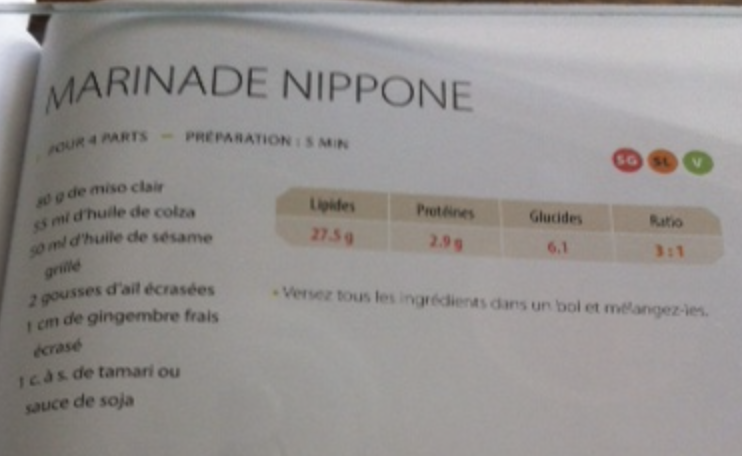 MARINADE NIPPONE
POUR 4 PARTS — PRÉPARATION : 5 MIN
SG SL V
80 g de miso clair
55 ml d'huile de colza
50 ml d'huile de sésame
grillé
2 gousses d'ail écrasées
1 cm de gingembre frais
écrasé
1 c. à s. de tamari ou
sauce de soja
Lipides Protéines Glucides Ratio
27.5 g 2.9 g 6.1 3 : 1
• Versez tous les ingrédients dans un bol et mélangez-les.